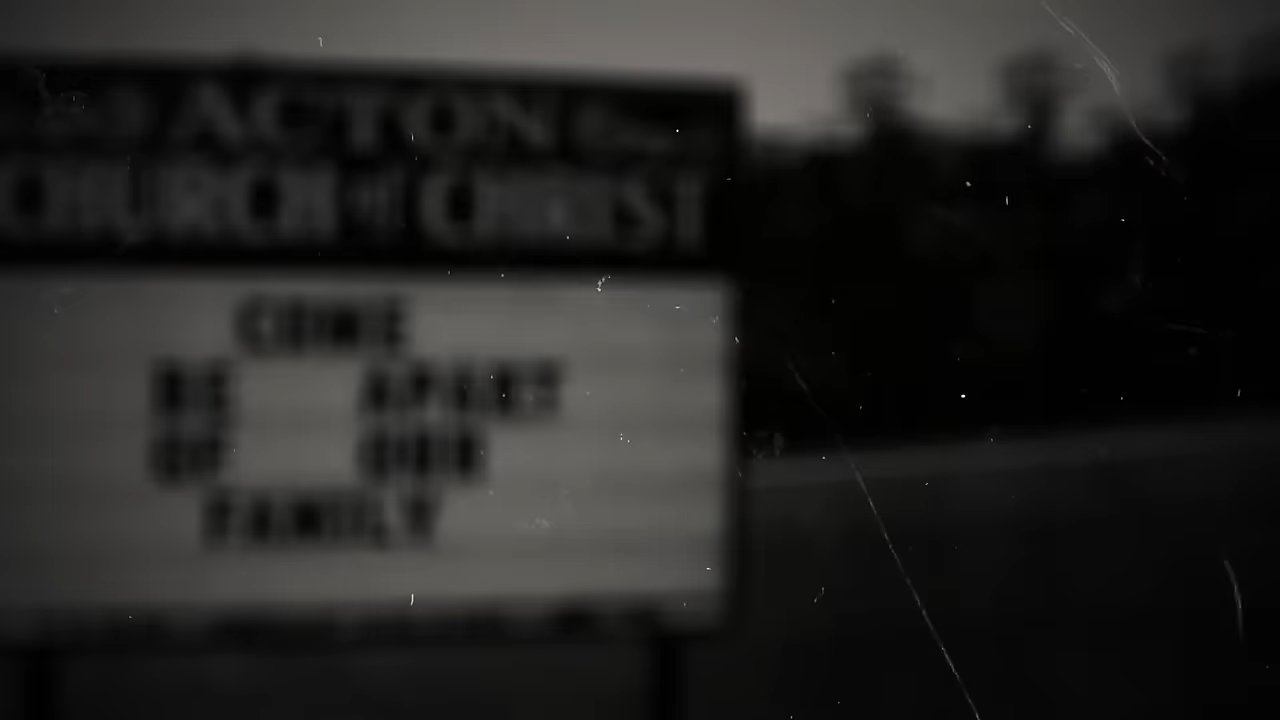 ACTON
CHURCH of CHRIST
COME
BE APART
OF OUR
FAMILY